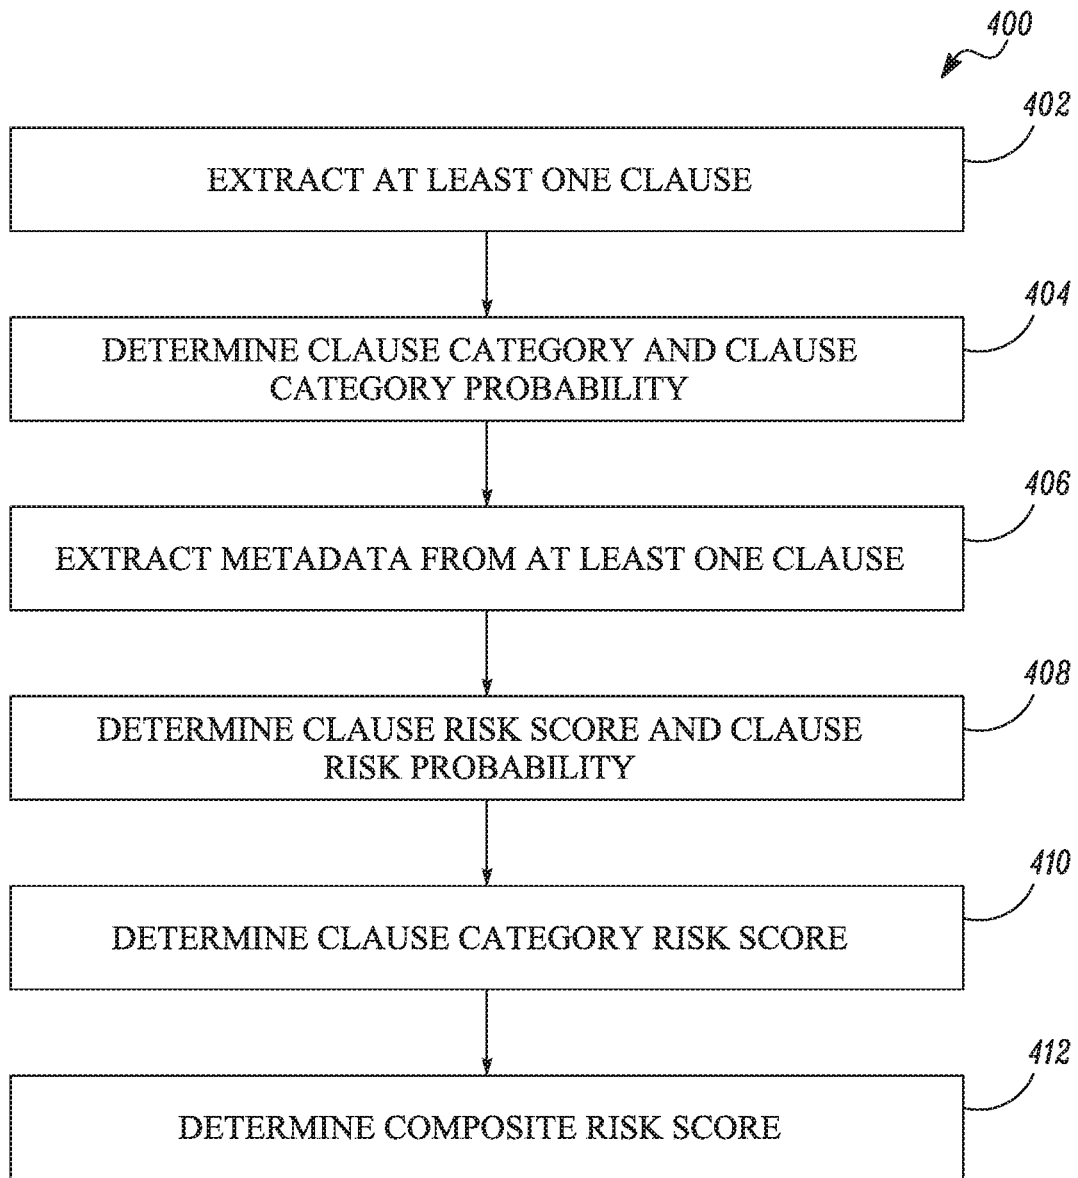 400
402
EXTRACT AT LEAST ONE CLAUSE
404
DETERMINE CLAUSE CATEGORY AND CLAUSE
CATEGORY PROBABILITY
406
EXTRACT METADATA FROM AT LEAST ONE CLAUSE
408
DETERMINE CLAUSE RISK SCORE AND CLAUSE
RISK PROBABILITY
410
DETERMINE CLAUSE CATEGORY RISK SCORE
412
DETERMINE COMPOSITE RISK SCORE